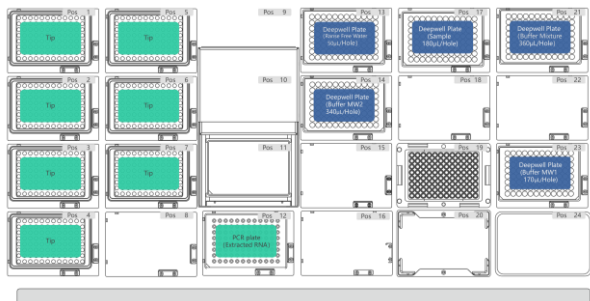 Pos 1
Tip
Pos 5
Tip
Pos 9
Pos 13
Deepwell Plate
(Rense Free Water
50µL/Hole)
Pos 17
Deepwell Plate
(Sample
180µL/Hole)
Pos 21
Deepwell Plate
(Buffer Mixture
360µL/Hole)
Pos 2
Tip
Pos 6
Tip
Pos 10
Pos 14
Deepwell Plate
(Buffer MW2
340µL/Hole)
Pos 18
Pos 22
Pos 3
Tip
Pos 7
Tip
Pos 11
Pos 15
Pos 19
Pos 23
Deepwell Plate
(Buffer MW1
170µL/Hole)
Pos 4
Tip
Pos 8
Pos 12
PCR plate
(Extracted RNA)
Pos 16
Pos 20
Pos 24